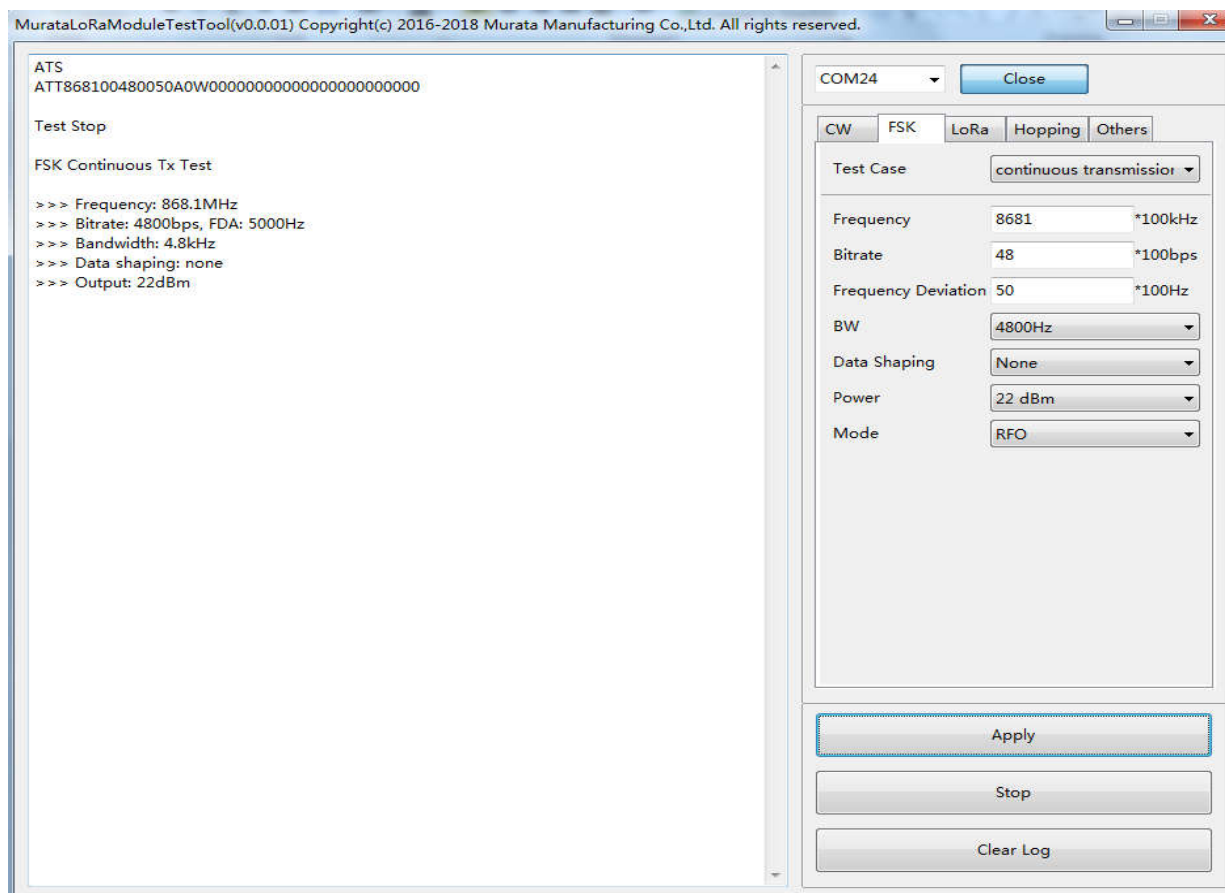 MurataLoRaModuleTestTool(v0.0.01) Copyright(c) 2016-2018 Murata Manufacturing Co.,Ltd. All rights reserved.
ATS
ATT868100480050A0W00000000000000000000000
Test Stop
FSK Continuous Tx Test
>>> Frequency: 868.1MHz
>>> Bitrate: 4800bps, FDA: 5000Hz
>>> Bandwidth: 4.8kHz
>>> Data shaping: none
>>> Output: 22dBm
COM24 Close
CW FSK LoRa Hopping Others
Test Case continuous transmission
Frequency 8681 *100kHz
Bitrate 48 *100bps
Frequency Deviation 50 *100Hz
BW 4800Hz
Data Shaping None
Power 22 dBm
Mode RFO
Apply
Stop
Clear Log